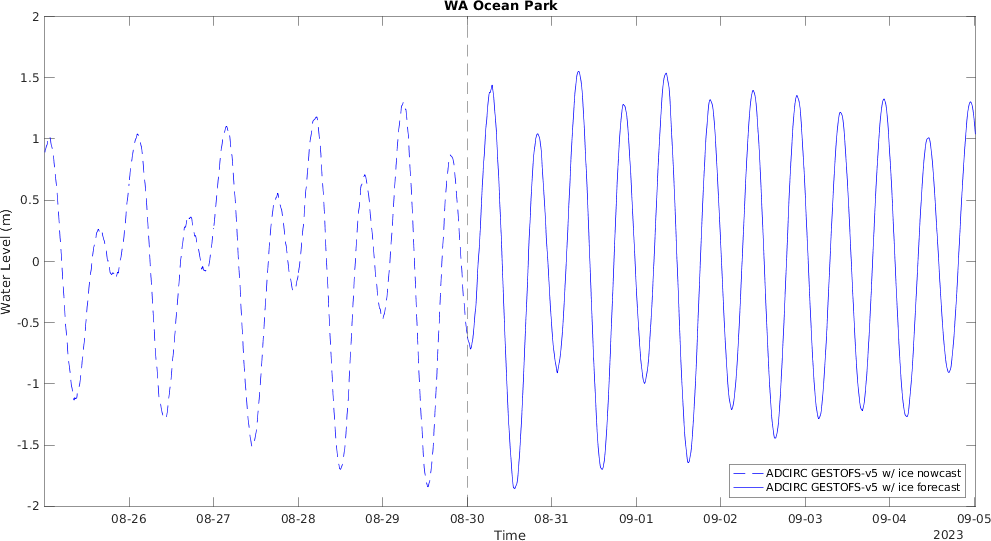 WA Ocean Park
2
1.5
1
0.5
0
-0.5
-1
-1.5
-2
Water Level (m)
08-26 08-27 08-28 08-29 08-30 08-31 09-01 09-02 09-03 09-04 09-05
Time
2023
ADCIRC GESTOFS-v5 w/ ice nowcast
ADCIRC GESTOFS-v5 w/ ice forecast